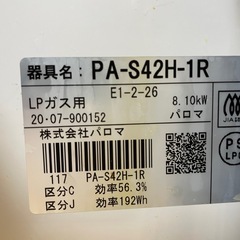 器具名: PA-S42H-1R
E1-2-26
LPガス用 8.10kW
20·07-900152 パロマ
株式会社パロマ
117 PA-S42H-1R
区分C 効率56.3%
区分J 効率192Wh
JIA
PS
LPG